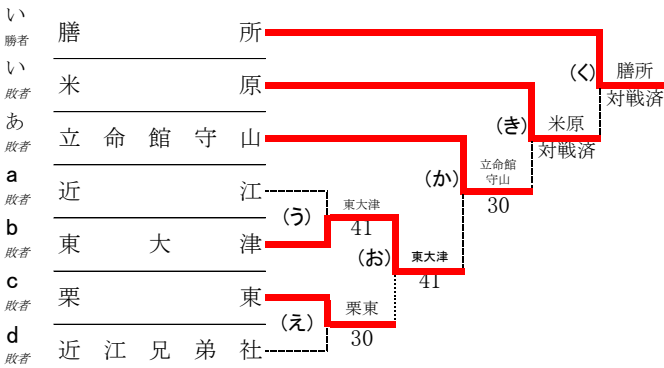 い
勝者
膳所
い
敗者
米原
あ
敗者
立命館守山
a
敗者
近江
b
敗者
東大津
c
敗者
栗東
d
敗者
近江兄弟社
(う)
東大津
41
(え)
栗東
30
(お)
東大津
41
(か)
立命館
守山
30
(き)
米原
対戦済
(く)
膳所
対戦済